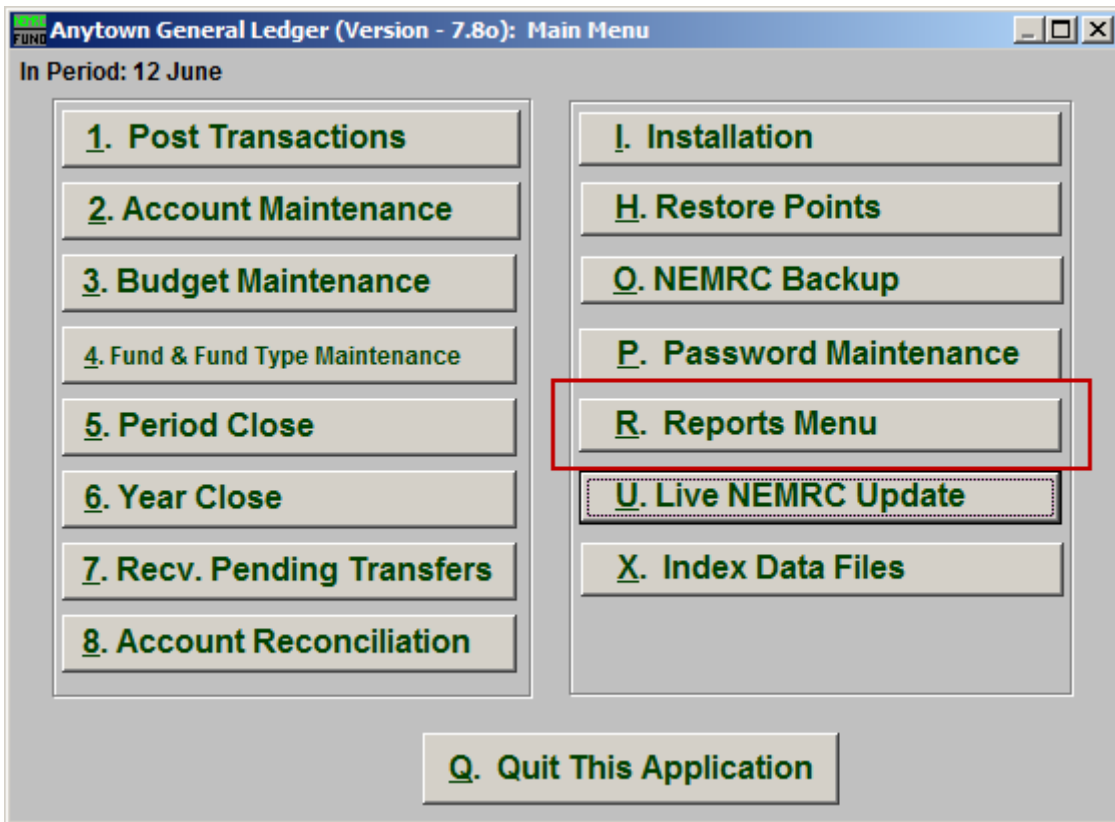 NEMRC
FUND
Anytown General Ledger (Version - 7.8o): Main Menu
In Period: 12 June
1. Post Transactions
2. Account Maintenance
3. Budget Maintenance
4. Fund & Fund Type Maintenance
5. Period Close
6. Year Close
7. Recv. Pending Transfers
8. Account Reconciliation
I. Installation
H. Restore Points
O. NEMRC Backup
P. Password Maintenance
R. Reports Menu
U. Live NEMRC Update
X. Index Data Files
Q. Quit This Application